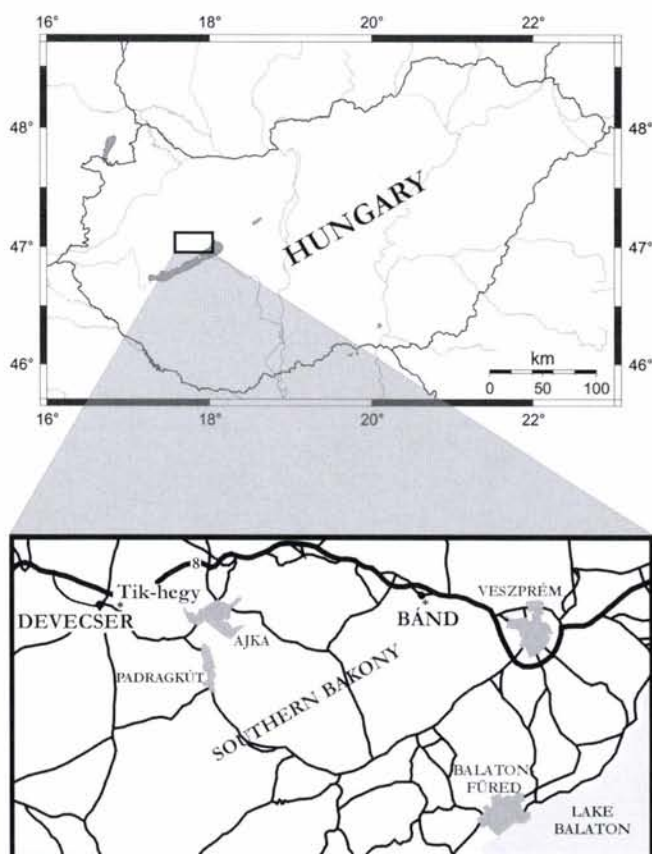 16° 18° 20° 22°
48° 48°
HUNGARY
47° 47°
46° 46°
km
0 50 100
16° 18° 20° 22°
8
Tik-hegy
VESZPRÉM
DEVECSER
BÁND
AJKA
PADRAGKÚT
SOUTHERN BAKONY
BALATON
FÜRED
LAKE
BALATON